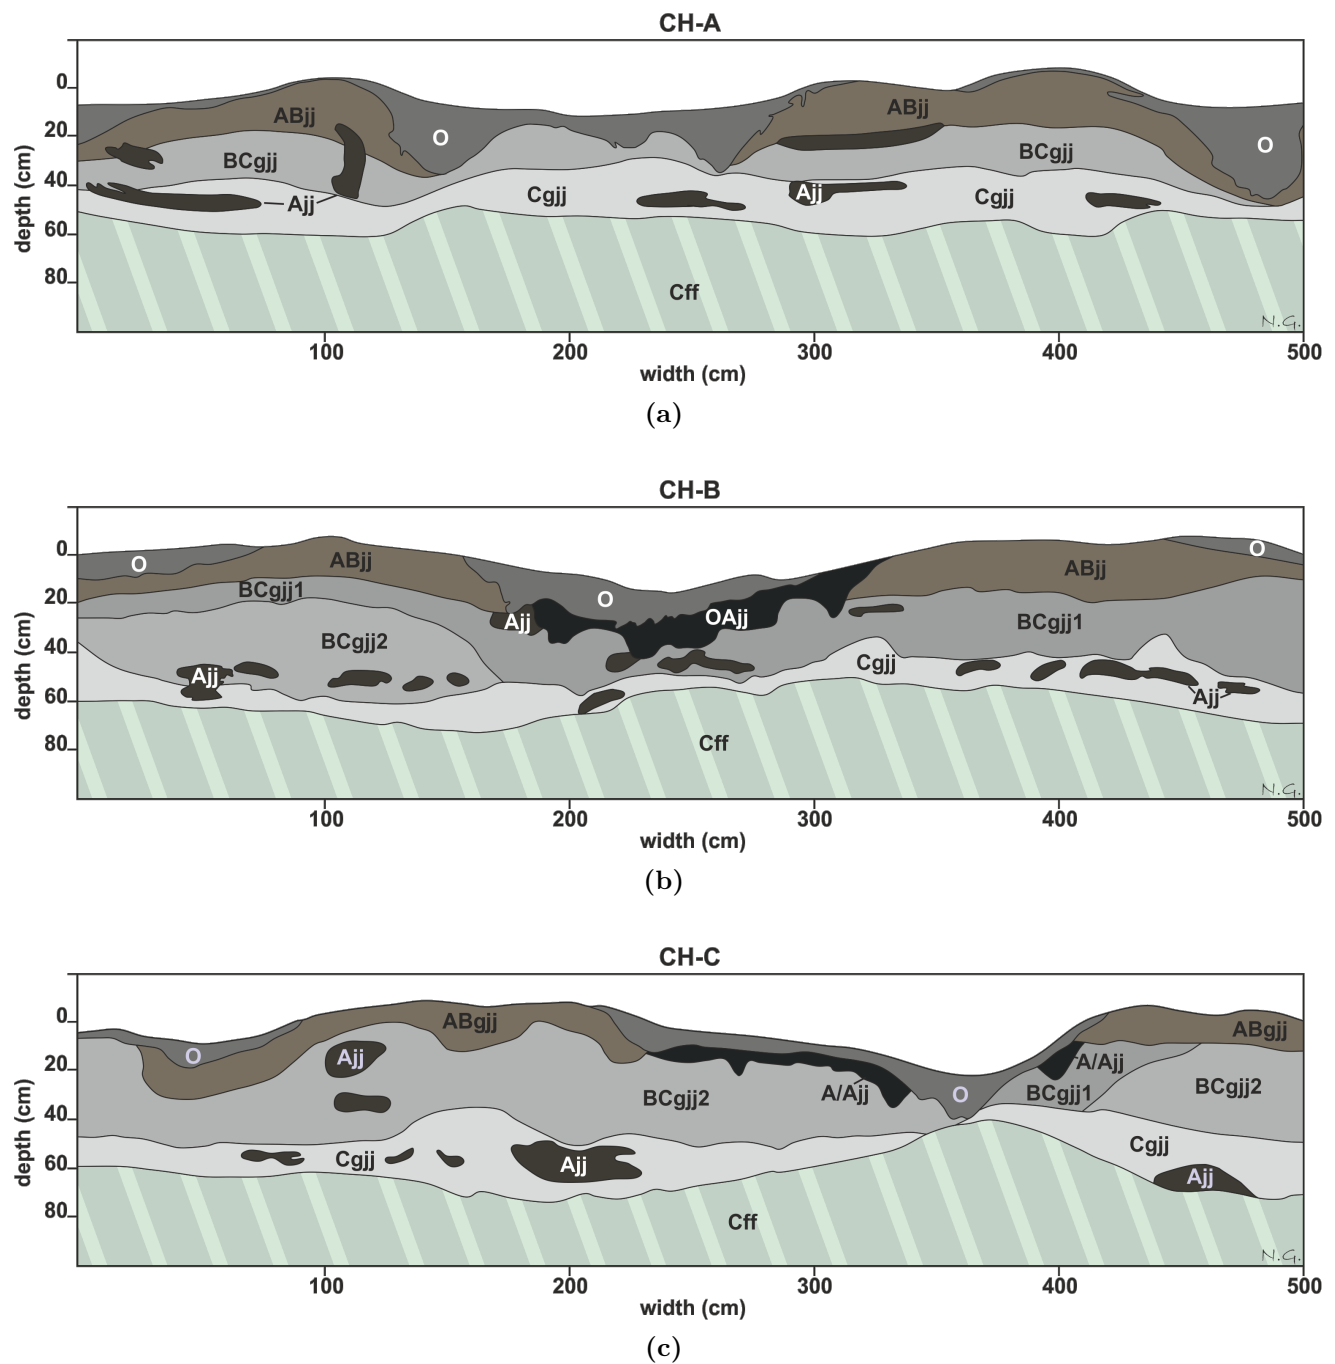 CH-A
0
20
40
60
80
depth (cm)
ABjj
O
ABjj
O
BCgjj
BCgjj
Ajj
Cgjj
Ajj
Cgjj
Cff
N.G.
100 200 300 400 500
width (cm)
(a)
CH-B
0
20
40
60
80
depth (cm)
O
ABjj
O
ABjj
BCgjj1
O
Ajj
OAjj
BCgjj1
BCgjj2
Cgjj
Ajj
Ajj
Cff
N.G.
100 200 300 400 500
width (cm)
(b)
CH-C
0
20
40
60
80
depth (cm)
ABgjj
ABgjj
O
Ajj
A/Ajj
BCgjj2
A/Ajj
O
BCgjj1
BCgjj2
Cgjj
Ajj
Cgjj
Ajj
Cff
N.G.
100 200 300 400 500
width (cm)
(c)